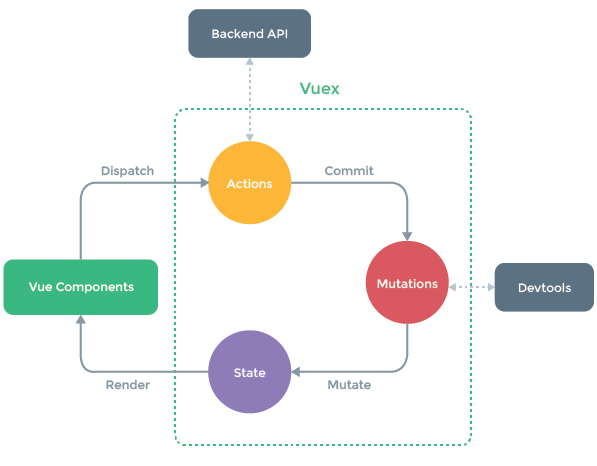 Backend API
Vuex
Dispatch
Commit
Actions
Vue Components
Mutations
Devtools
State
Render
Mutate